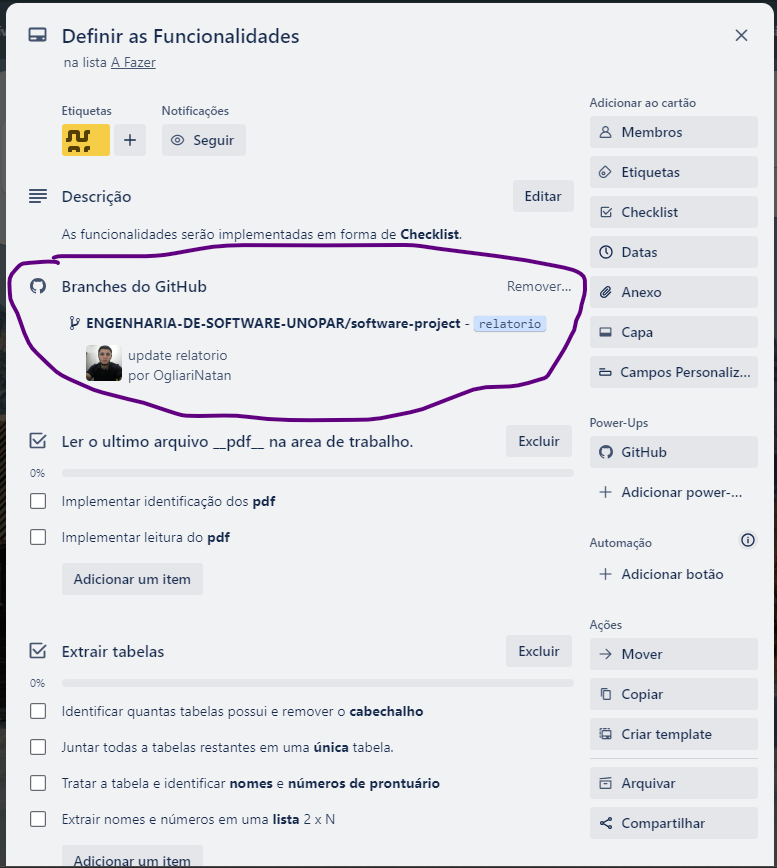 Definir as Funcionalidades
na lista A Fazer
Etiquetas
Notificações
Seguir
Descrição
Editar
As funcionalidades serão implementadas em forma de Checklist.
Branches do GitHub
Remover...
ENGENHARIA-DE-SOFTWARE-UNOPAR/software-project - relatorio
update relatorio
por OgliariNatan
Ler o ultimo arquivo __pdf__ na area de trabalho.
Excluir
0%
Implementar identificação dos pdf
Implementar leitura do pdf
Adicionar um item
Extrair tabelas
Excluir
0%
Identificar quantas tabelas possui e remover o cabechalho
Juntar todas a tabelas restantes em uma única tabela.
Tratar a tabela e identificar nomes e números de prontuário
Extrair nomes e números em uma lista 2 x N
Adicionar um item
Adicionar ao cartão
Membros
Etiquetas
Checklist
Datas
Anexo
Capa
Campos Personaliz...
Power-Ups
GitHub
Adicionar power-...
Automação
Adicionar botão
Ações
Mover
Copiar
Criar template
Arquivar
Compartilhar